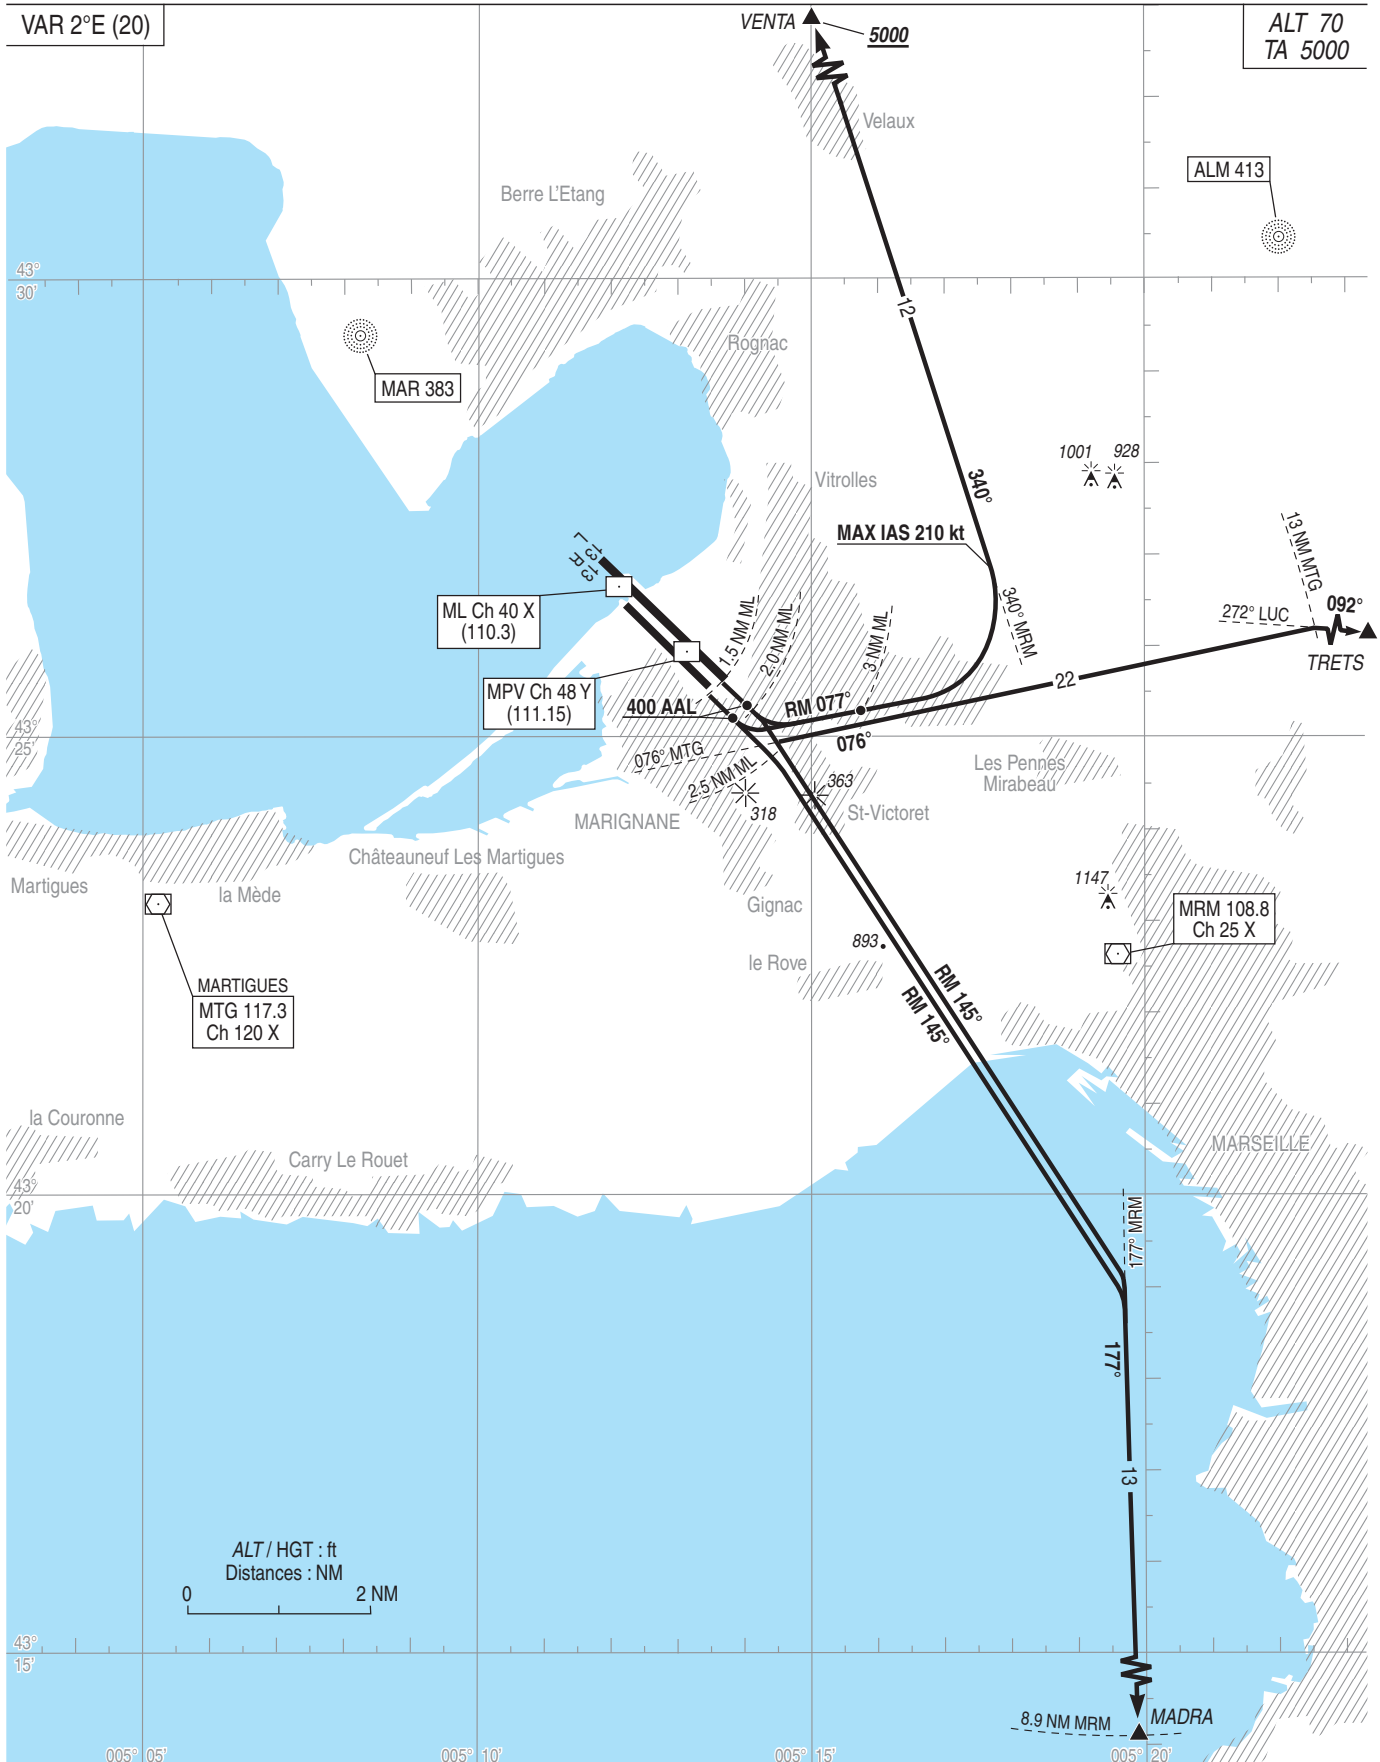 VAR 2°E (20)
VENTA
5000
ALT 70
TA 5000
Velaux
ALM 413
Berre L'Etang
43°
30'
12
Rognac
MAR 383
1001
928
Vitrolles
340°
MAX IAS 210 kt
13 NM MTG
13 L
13 R
ML Ch 40 X
(110.3)
1.5 NM ML
2.0 NM ML
3 NM ML
340° MRM
272° LUC
092°
TRETS
MPV Ch 48 Y
(111.15)
22
400 AAL
RM 077°
43°
25'
076°
076° MTG
2.5 NM ML
Les Pennes
Mirabeau
363
318
St-Victoret
MARIGNANE
Châteauneuf Les Martigues
Martigues
la Mède
1147
Gignac
MRM 108.8
Ch 25 X
893
le Rove
RM 145°
RM 145°
MARTIGUES
MTG 117.3
Ch 120 X
la Couronne
MARSEILLE
Carry Le Rouet
43°
20'
177° MRM
177°
13
ALT / HGT : ft
Distances : NM
0
2 NM
43°
15'
8.9 NM MRM
MADRA
005° 05'
005° 10'
005° 15'
005° 20'